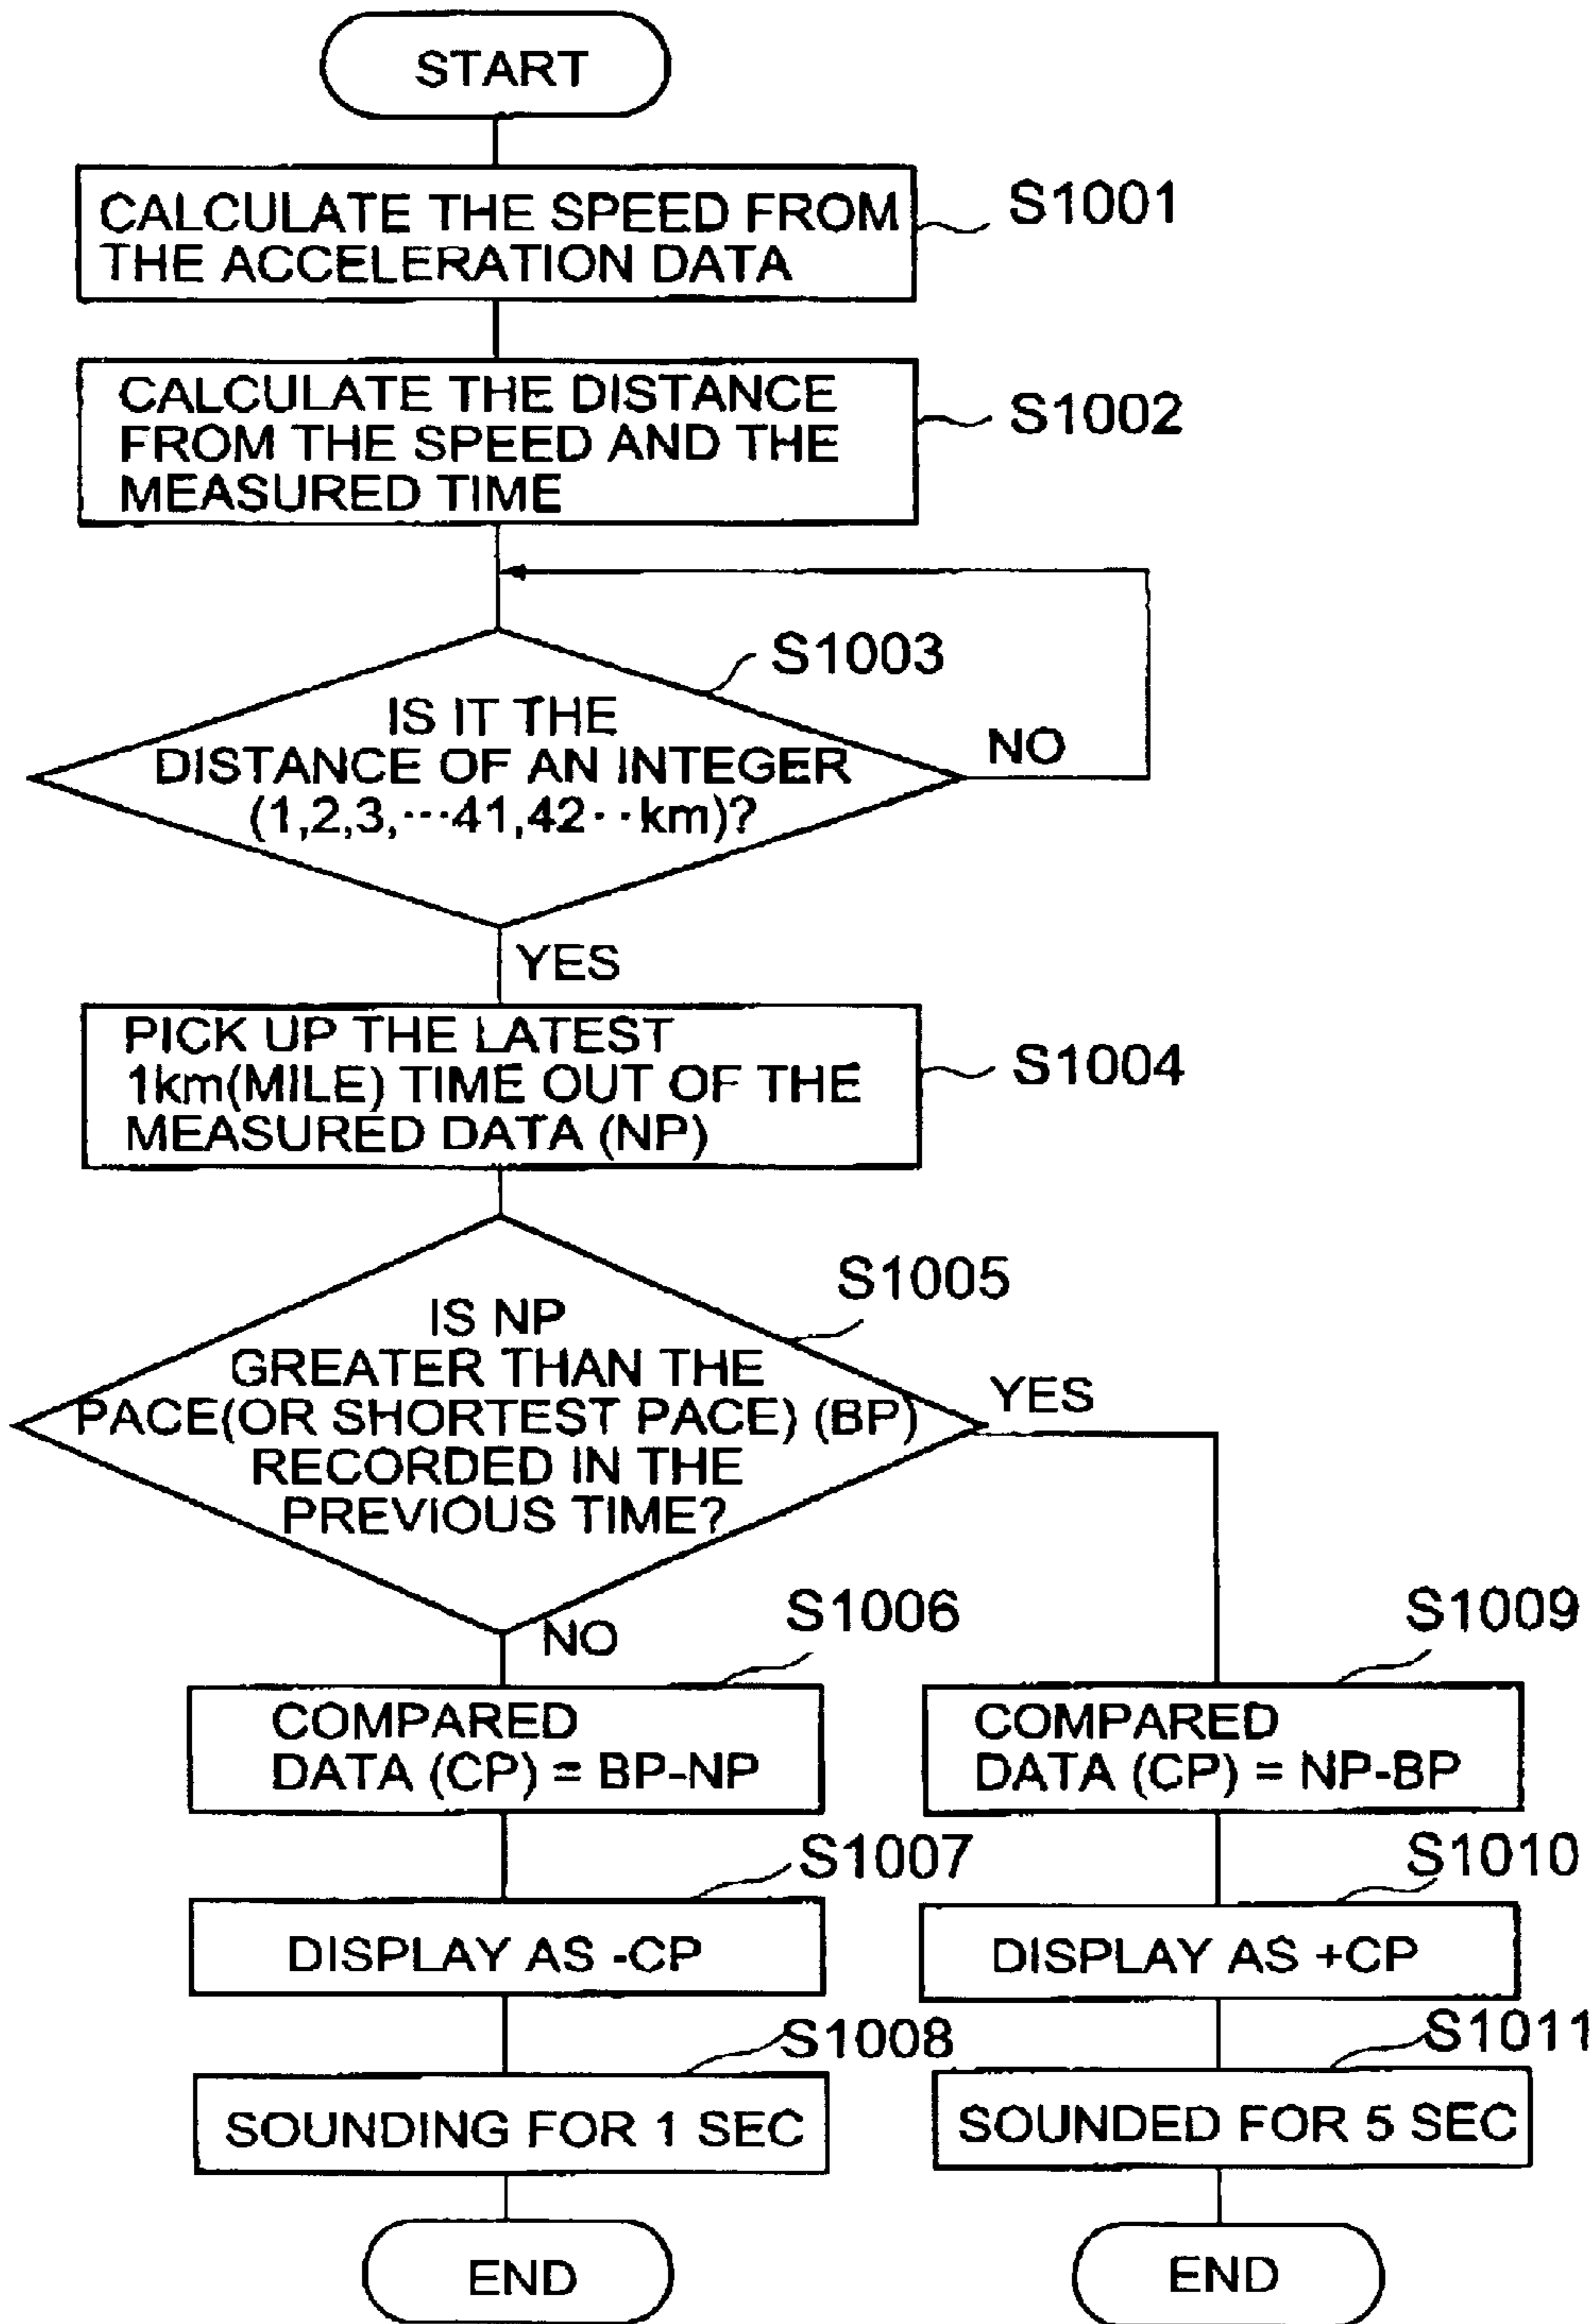 START
CALCULATE THE SPEED FROM
THE ACCELERATION DATA
S1001
CALCULATE THE DISTANCE
FROM THE SPEED AND THE
MEASURED TIME
S1002
S1003
IS IT THE
DISTANCE OF AN INTEGER
(1,2,3,···41,42··km)?
NO
YES
PICK UP THE LATEST
1km(MILE) TIME OUT OF THE
MEASURED DATA (NP)
S1004
S1005
IS NP
GREATER THAN THE
PACE(OR SHORTEST PACE) (BP)
RECORDED IN THE
PREVIOUS TIME?
YES
NO
S1006
COMPARED
DATA (CP) = BP-NP
S1007
DISPLAY AS -CP
S1008
SOUNDING FOR 1 SEC
END
S1009
COMPARED
DATA (CP) = NP-BP
S1010
DISPLAY AS +CP
S1011
SOUNDED FOR 5 SEC
END